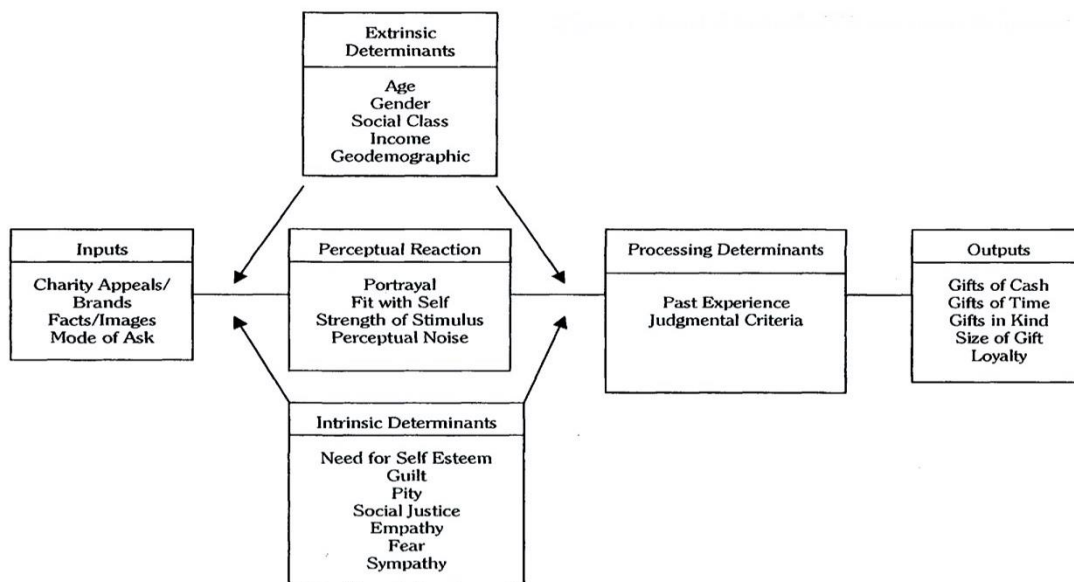 Extrinsic
Determinants
Age
Gender
Social Class
Income
Geodemographic
Inputs
Charity Appeals/
Brands
Facts/Images
Mode of Ask
Perceptual Reaction
Portrayal
Fit with Self
Strength of Stimulus
Perceptual Noise
Processing Determinants
Past Experience
Judgmental Criteria
Outputs
Gifts of Cash
Gifts of Time
Gifts in Kind
Size of Gift
Loyalty
Intrinsic Determinants
Need for Self Esteem
Guilt
Pity
Social Justice
Empathy
Fear
Sympathy